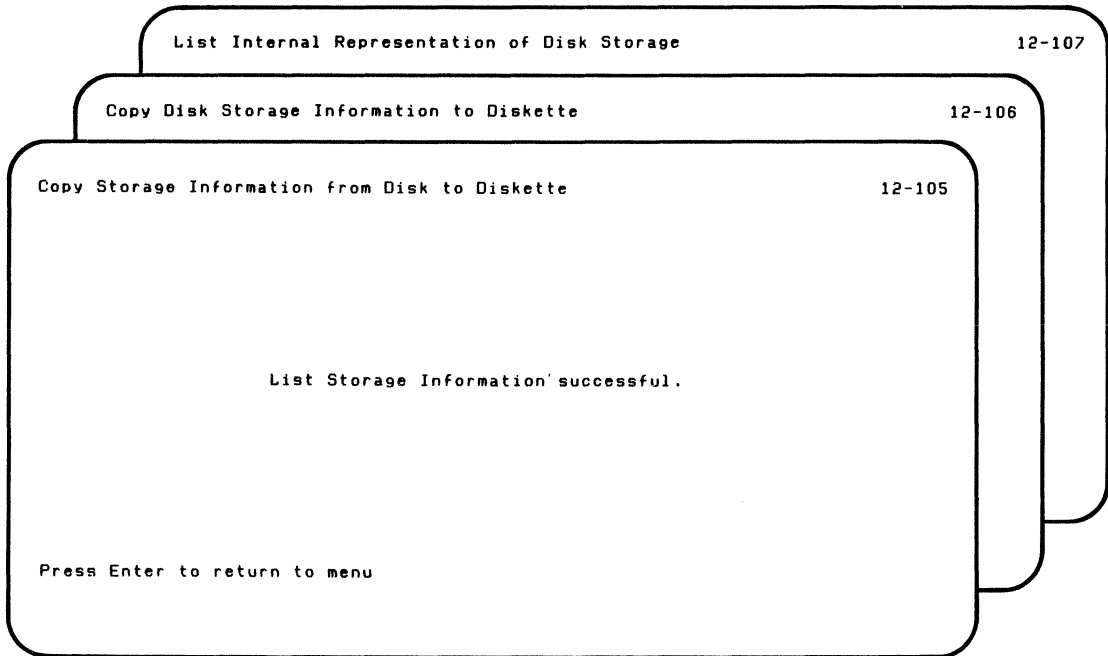 List Internal Representation of Disk Storage 12-107
Copy Disk Storage Information to Diskette 12-106
Copy Storage Information from Disk to Diskette 12-105
List Storage Information successful.
Press Enter to return to menu